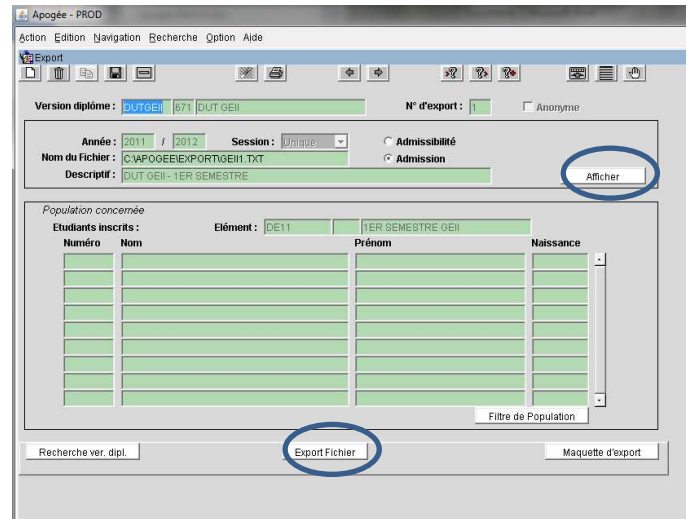 Apogée - PROD
Action Edition Navigation Recherche Option Aide
Export
Version diplôme : DUTGEII 671 DUT GEII N° d'export : 1 Anonyme
Année : 2011 / 2012 Session : Unique Admissibilité
Nom du Fichier : C:\APOGEE\EXPORT\GEII1.TXT Admission
Descriptif : DUT GEII - 1ER SEMESTRE Afficher
Population concernée
Etudiants inscrits : Elément : DE11 1ER SEMESTRE GEII
Numéro Nom Prénom Naissance
Filtre de Population
Recherche ver. dipl. Export Fichier Maquette d'export